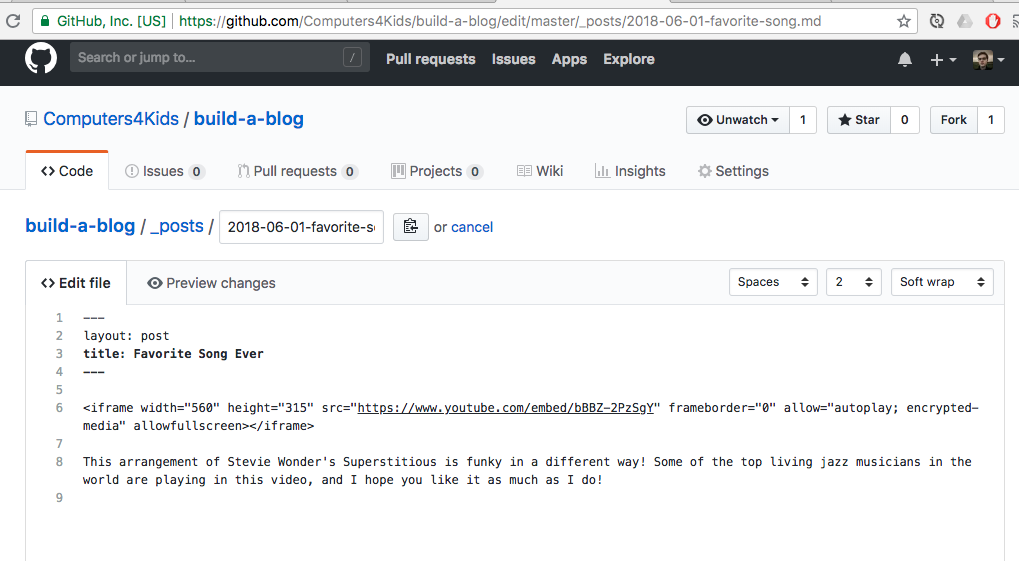 GitHub, Inc. [US] https://github.com/Computers4Kids/build-a-blog/edit/master/_posts/2018-06-01-favorite-song.md
Search or jump to... / Pull requests Issues Apps Explore
Computers4Kids / build-a-blog Unwatch 1 Star 0 Fork 1
Code Issues 0 Pull requests 0 Projects 0 Wiki Insights Settings
build-a-blog / _posts / 2018-06-01-favorite-s or cancel
Edit file Preview changes Spaces 2 Soft wrap
1 ---
2 layout: post
3 title: Favorite Song Ever
4 ---
5
6 <iframe width="560" height="315" src="https://www.youtube.com/embed/bBBZ-2PzSgY" frameborder="0" allow="autoplay; encrypted-
media" allowfullscreen></iframe>
7
8 This arrangement of Stevie Wonder's Superstitious is funky in a different way! Some of the top living jazz musicians in the
world are playing in this video, and I hope you like it as much as I do!
9